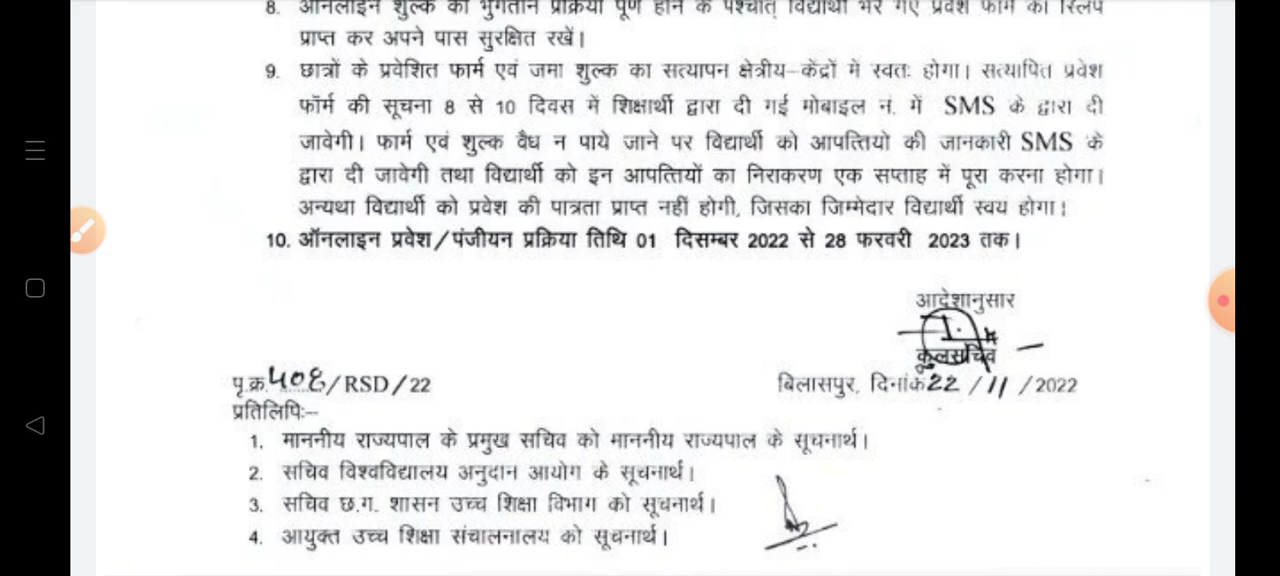 8. ऑनलाइन शुल्क का भुगतान प्रक्रिया पूर्ण होने के पश्चात् विद्यार्थी भरे गए प्रवेश फार्म की स्लिप
प्राप्त कर अपने पास सुरक्षित रखें।
9. छात्रों के प्रवेशित फार्म एवं जमा शुल्क का सत्यापन क्षेत्रीय–केंद्रों में स्वतः होगा। सत्यापित प्रवेश
फॉर्म की सूचना 8 से 10 दिवस में शिक्षार्थी द्वारा दी गई मोबाइल नं. में SMS के द्वारा दी
जावेगी। फार्म एवं शुल्क वैध न पाये जाने पर विद्यार्थी को आपत्तियो की जानकारी SMS के
द्वारा दी जावेगी तथा विद्यार्थी को इन आपत्तियों का निराकरण एक सप्ताह में पूरा करना होगा।
अन्यथा विद्यार्थी को प्रवेश की पात्रता प्राप्त नहीं होगी, जिसका जिम्मेदार विद्यार्थी स्वय होगा।
10. ऑनलाइन प्रवेश/पंजीयन प्रक्रिया तिथि 01 दिसम्बर 2022 से 28 फरवरी 2023 तक।
आदेशानुसार
कुलसचिव
पृ.क्र. 408/RSD/22 बिलासपुर, दिनांक 22/11/2022
प्रतिलिपिः–
1. माननीय राज्यपाल के प्रमुख सचिव को माननीय राज्यपाल के सूचनार्थ।
2. सचिव विश्वविद्यालय अनुदान आयोग के सूचनार्थ।
3. सचिव छ.ग. शासन उच्च शिक्षा विभाग को सूचनार्थ।
4. आयुक्त उच्च शिक्षा संचालनालय को सूचनार्थ।